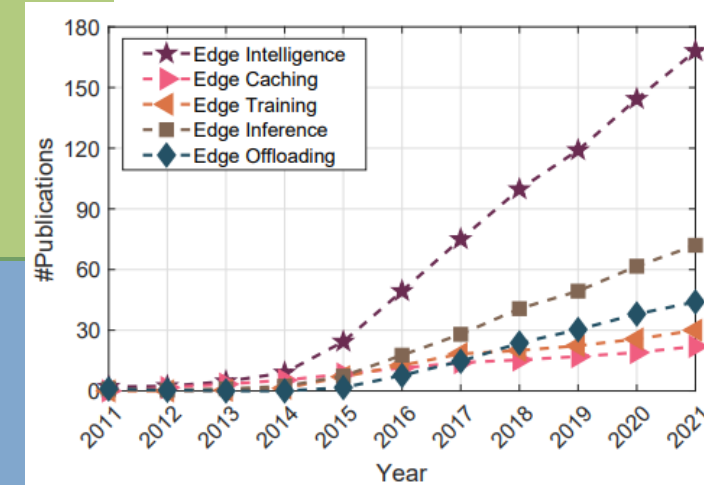 180
150
120
90
60
30
0
#Publications
Edge Intelligence
Edge Caching
Edge Training
Edge Inference
Edge Offloading
2011 2012 2013 2014 2015 2016 2017 2018 2019 2020 2021
Year